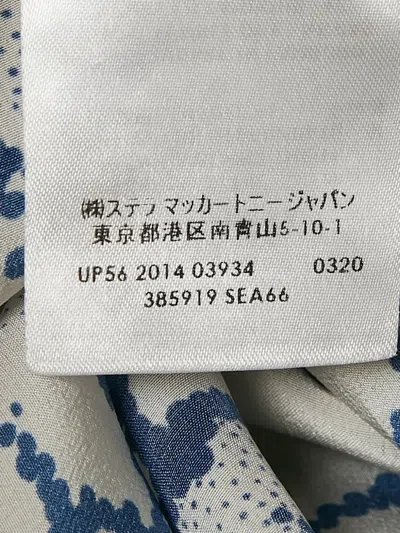 ㈱ステラ マッカートニー ジャパン
東京都港区南青山5-10-1
UP56 2014 03934 0320
385919 SEA66